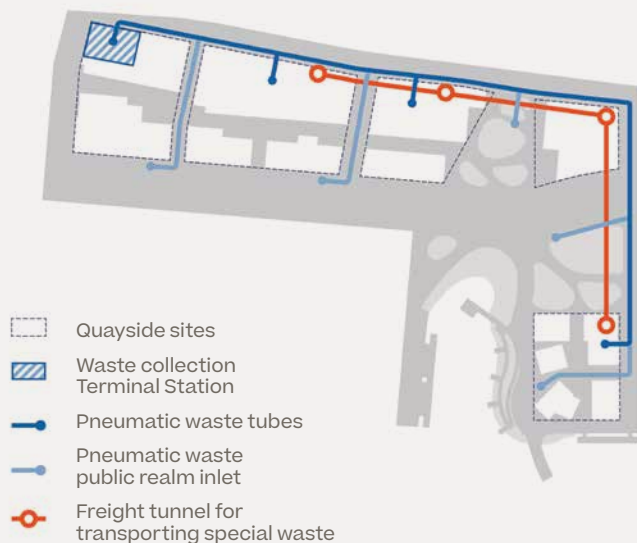 Quayside sites
Waste collection
Terminal Station
Pneumatic waste tubes
Pneumatic waste
public realm inlet
Freight tunnel for
transporting special waste